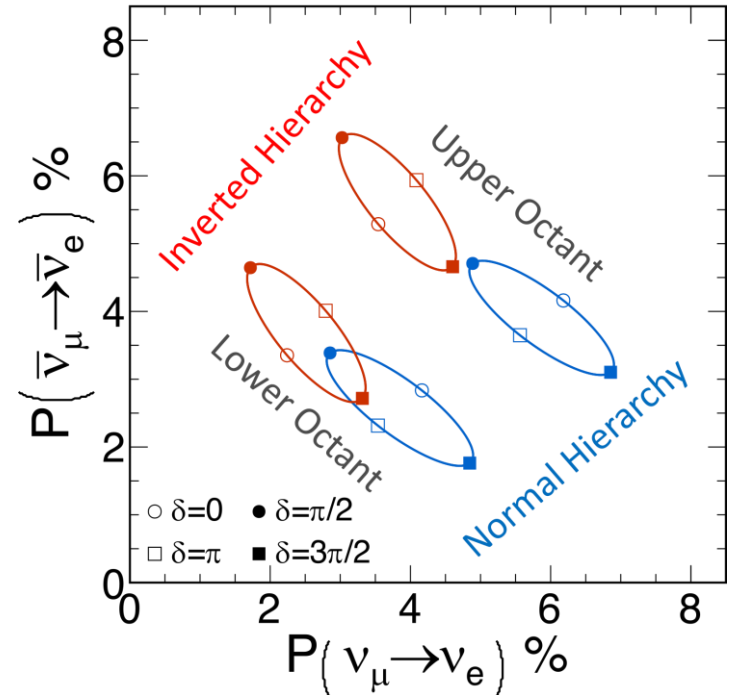 Inverted Hierarchy
Upper Octant
Lower Octant
Normal Hierarchy
○ δ=0 ● δ=π/2
□ δ=π ■ δ=3π/2
8
6
4
2
0
0 2 4 6 8
P(ν̄μ→ν̄e) %
P(νμ→νe) %